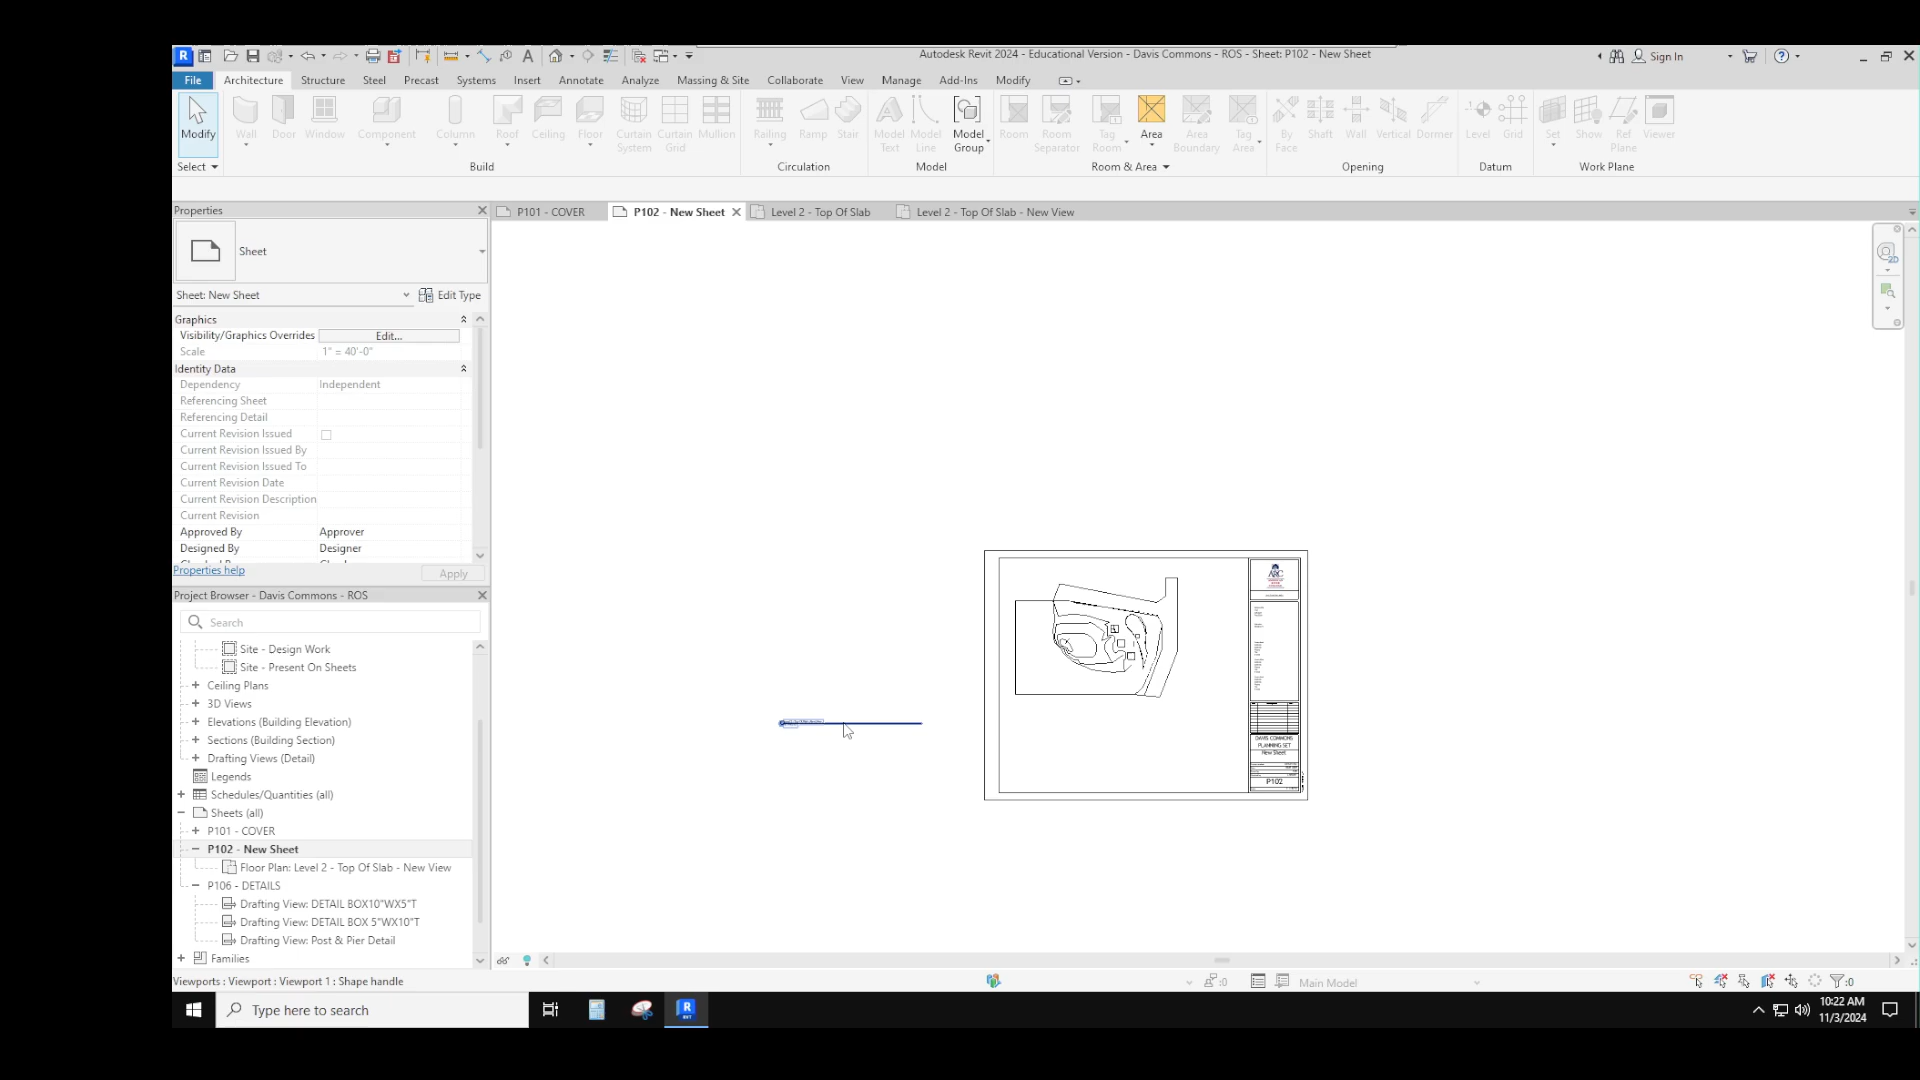 Autodesk Revit 2024 - Educational Version - Davis Commons - ROS - Sheet: P102 - New Sheet
Sign In
File
Architecture
Structure
Steel
Precast
Systems
Insert
Annotate
Analyze
Massing & Site
Collaborate
View
Manage
Add-Ins
Modify
Modify
Wall
Door
Window
Component
Column
Roof
Ceiling
Floor
Curtain System
Curtain Grid
Mullion
Railing
Ramp
Stair
Model Text
Model Line
Model Group
Room
Room Separator
Tag Room
Area
Area Boundary
Tag Area
By Face
Shaft
Wall
Vertical
Dormer
Level
Grid
Set
Show
Ref Plane
Viewer
Select
Build
Circulation
Model
Room & Area
Opening
Datum
Work Plane
Properties
P101 - COVER
P102 - New Sheet
Level 2 - Top Of Slab
Level 2 - Top Of Slab - New View
Sheet
Sheet: New Sheet
Edit Type
Graphics
Visibility/Graphics Overrides Edit...
Scale 1" = 40'-0"
Identity Data
Dependency Independent
Referencing Sheet
Referencing Detail
Current Revision Issued
Current Revision Issued By
Current Revision Issued To
Current Revision Date
Current Revision Description
Current Revision
Approved By Approver
Designed By Designer
Properties help
Apply
Project Browser - Davis Commons - ROS
Search
Site - Design Work
Site - Present On Sheets
Ceiling Plans
3D Views
Elevations (Building Elevation)
Sections (Building Section)
Drafting Views (Detail)
Legends
Schedules/Quantities (all)
Sheets (all)
P101 - COVER
P102 - New Sheet
Floor Plan: Level 2 - Top Of Slab - New View
P106 - DETAILS
Drafting View: DETAIL BOX10"WX5"T
Drafting View: DETAIL BOX 5"WX10"T
Drafting View: Post & Pier Detail
Families
ARC
DAVIS COMMONS
PLANNING SET
New Sheet
P102
Viewports : Viewport : Viewport 1 : Shape handle
:0
Main Model
:0
Type here to search
10:22 AM
11/3/2024